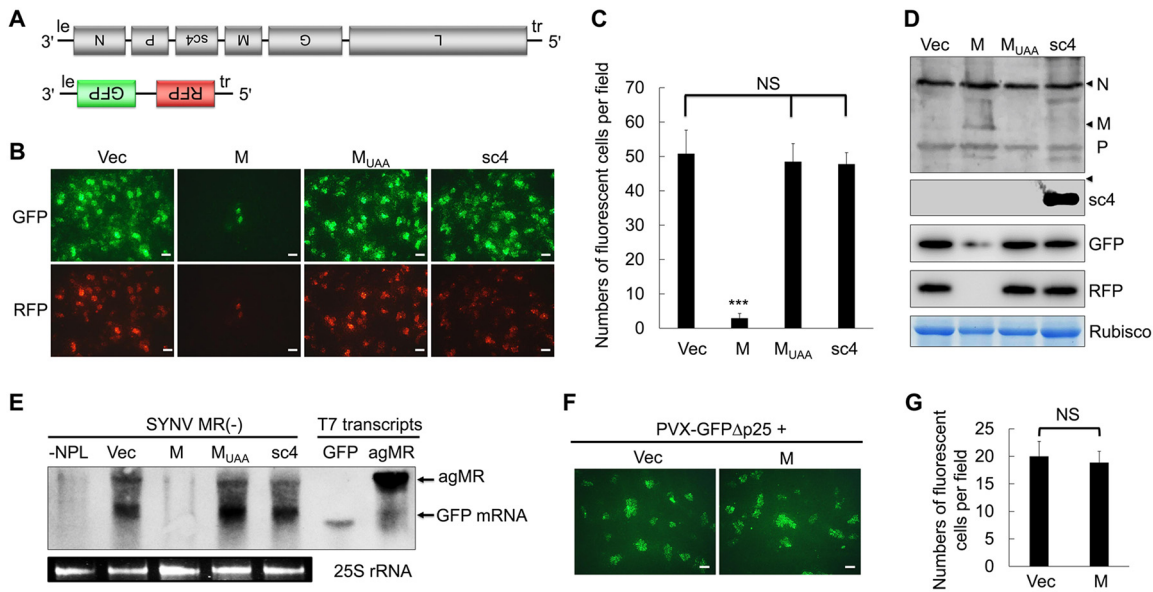 A
le
tr
3'
N
P
sc4
M
G
L
5'
le
tr
3'
GFP
RFP
5'
B
Vec
M
MUAA
sc4
GFP
RFP
C
Numbers of fluorescent cells per field
70
60
50
40
30
20
10
0
NS
***
Vec
M
MUAA
sc4
D
Vec
M
MUAA
sc4
N
M
P
sc4
GFP
RFP
Rubisco
E
SYNV MR(-)
T7 transcripts
-NPL
Vec
M
MUAA
sc4
GFP
agMR
agMR
GFP mRNA
25S rRNA
F
PVX-GFPΔp25 +
Vec
M
G
Numbers of fluorescent
cells per field
25
20
15
10
5
0
NS
Vec
M